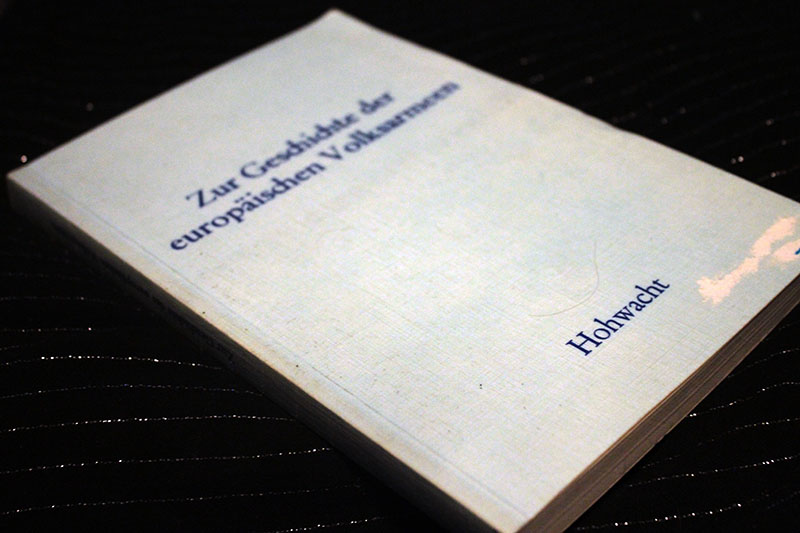 Zur Geschichte der
europäischen Volksarmeen
Hohwacht